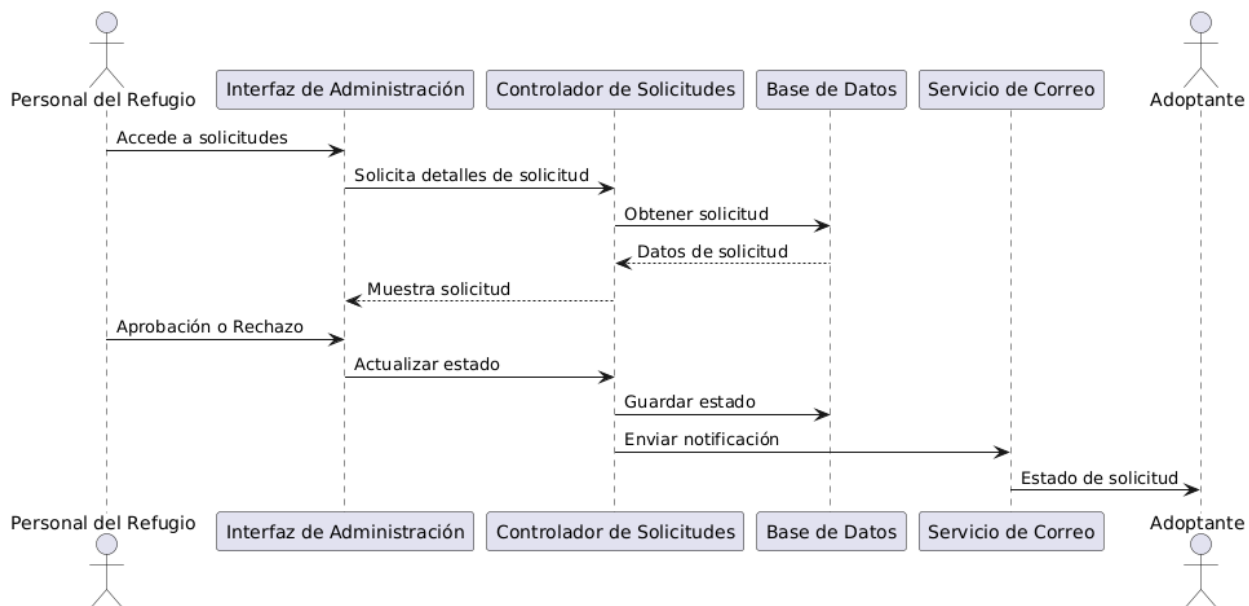 Personal del Refugio
Interfaz de Administración
Controlador de Solicitudes
Base de Datos
Servicio de Correo
Adoptante
Accede a solicitudes
Solicita detalles de solicitud
Obtener solicitud
Datos de solicitud
Muestra solicitud
Aprobación o Rechazo
Actualizar estado
Guardar estado
Enviar notificación
Estado de solicitud
Personal del Refugio
Interfaz de Administración
Controlador de Solicitudes
Base de Datos
Servicio de Correo
Adoptante